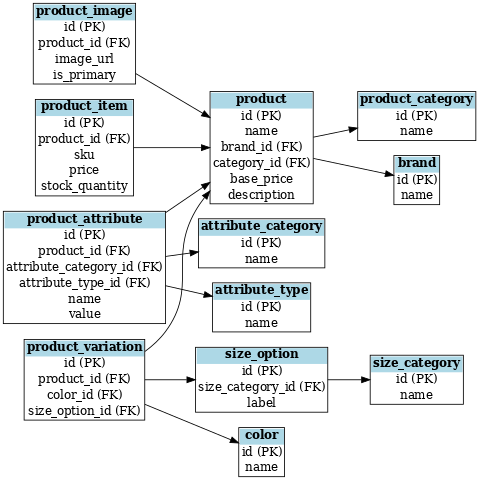 product_image
id (PK)
product_id (FK)
image_url
is_primary
product_item
id (PK)
product_id (FK)
sku
price
stock_quantity
product_attribute
id (PK)
product_id (FK)
attribute_category_id (FK)
attribute_type_id (FK)
name
value
product_variation
id (PK)
product_id (FK)
color_id (FK)
size_option_id (FK)
product
id (PK)
name
brand_id (FK)
category_id (FK)
base_price
description
attribute_category
id (PK)
name
attribute_type
id (PK)
name
size_option
id (PK)
size_category_id (FK)
label
color
id (PK)
name
product_category
id (PK)
name
brand
id (PK)
name
size_category
id (PK)
name